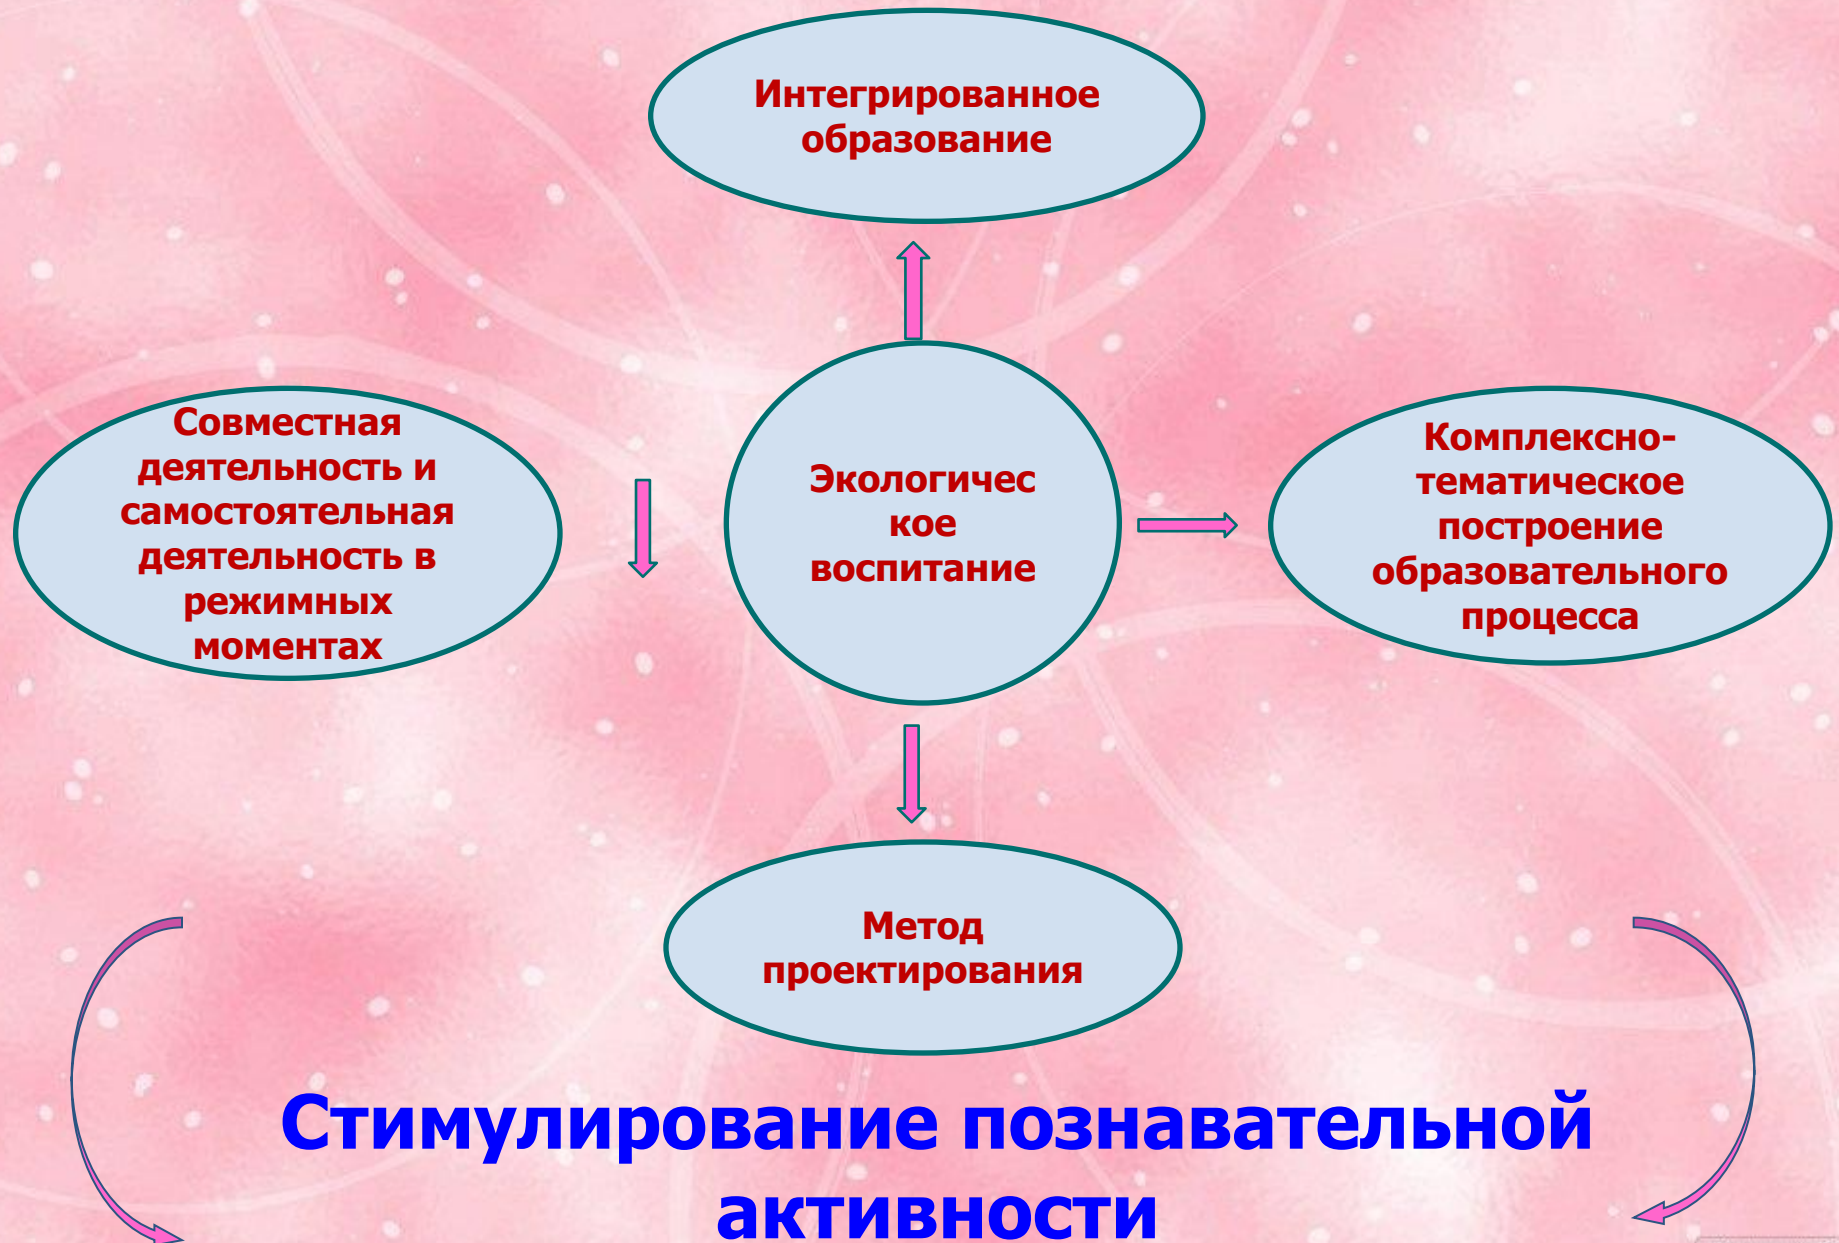 Интегрированное
образование
Совместная
деятельность и
самостоятельная
деятельность в
режимных
моментах
Экологичес
кое
воспитание
Комплексно-
тематическое
построение
образовательного
процесса
Метод
проектирования
Стимулирование познавательной
активности